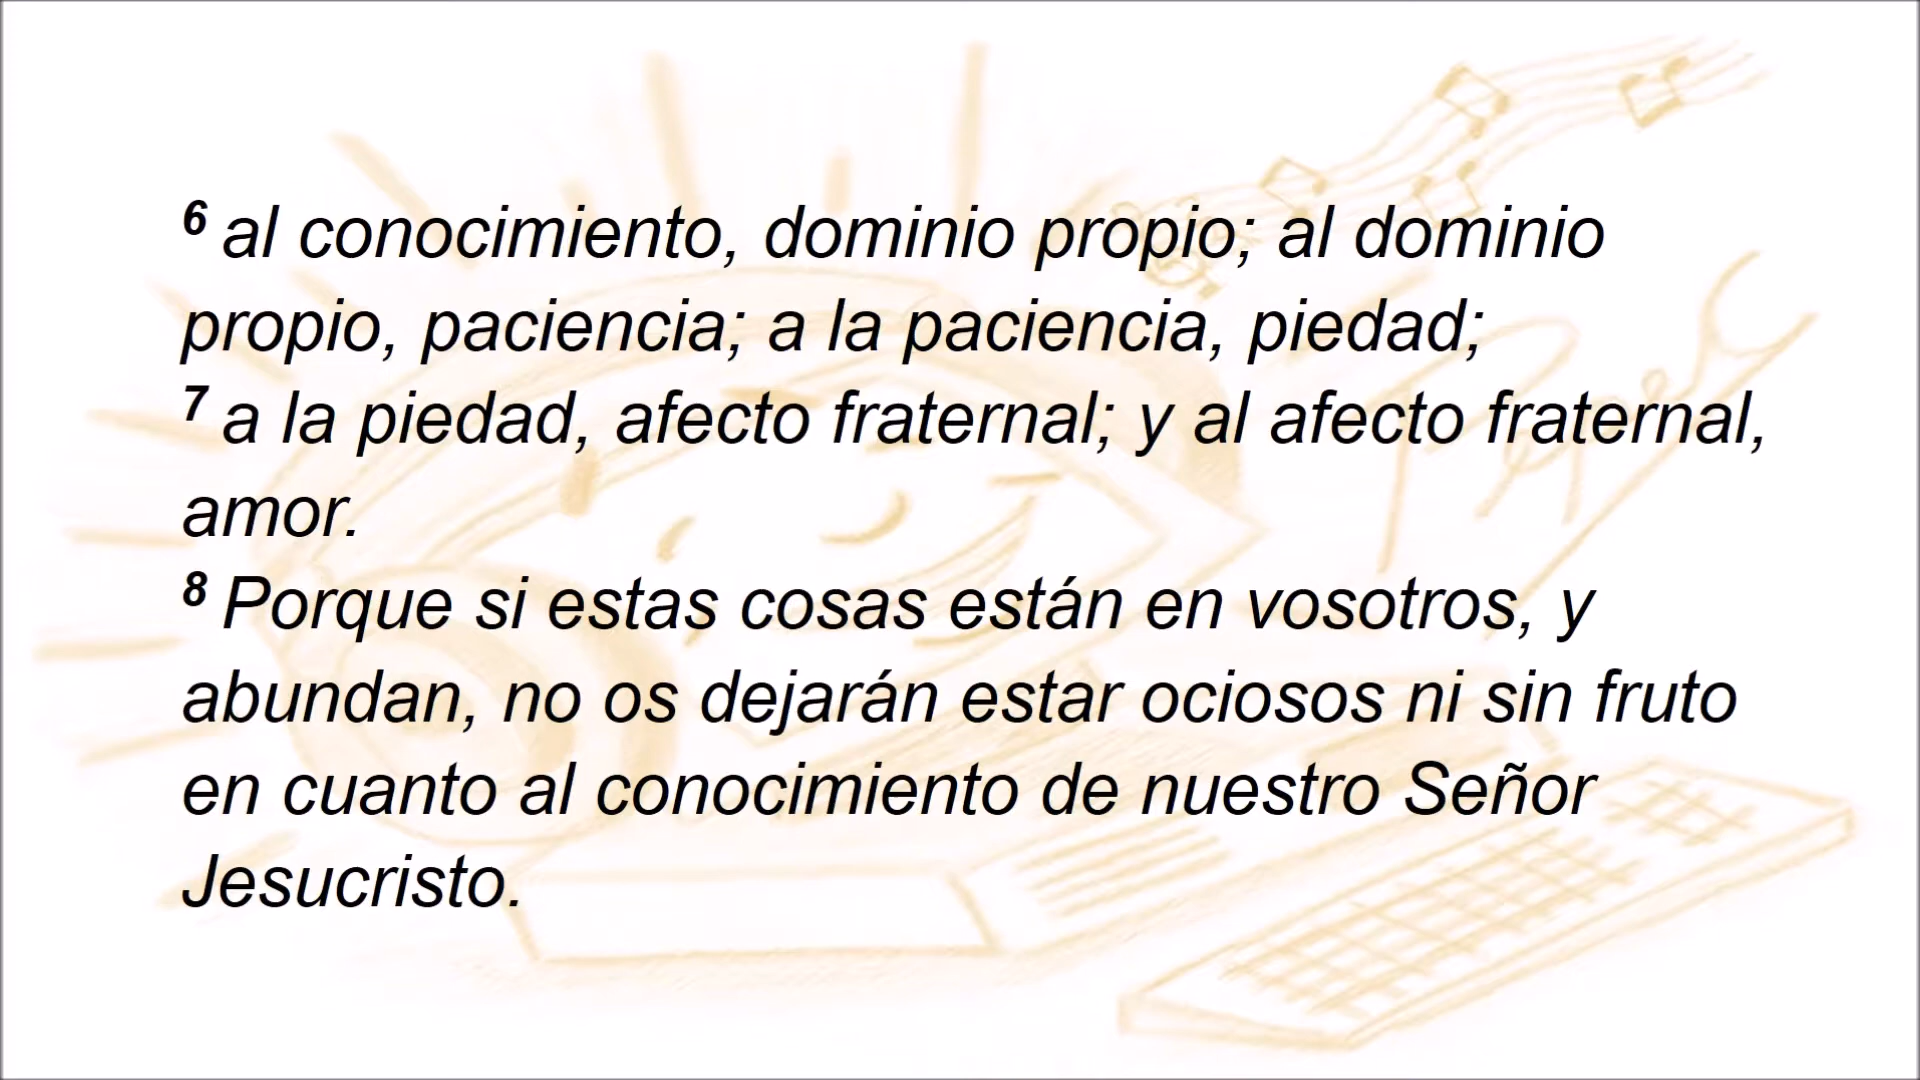 6 al conocimiento, dominio propio; al dominio
propio, paciencia; a la paciencia, piedad;
7 a la piedad, afecto fraternal; y al afecto fraternal,
amor.
8 Porque si estas cosas están en vosotros, y
abundan, no os dejarán estar ociosos ni sin fruto
en cuanto al conocimiento de nuestro Señor
Jesucristo.